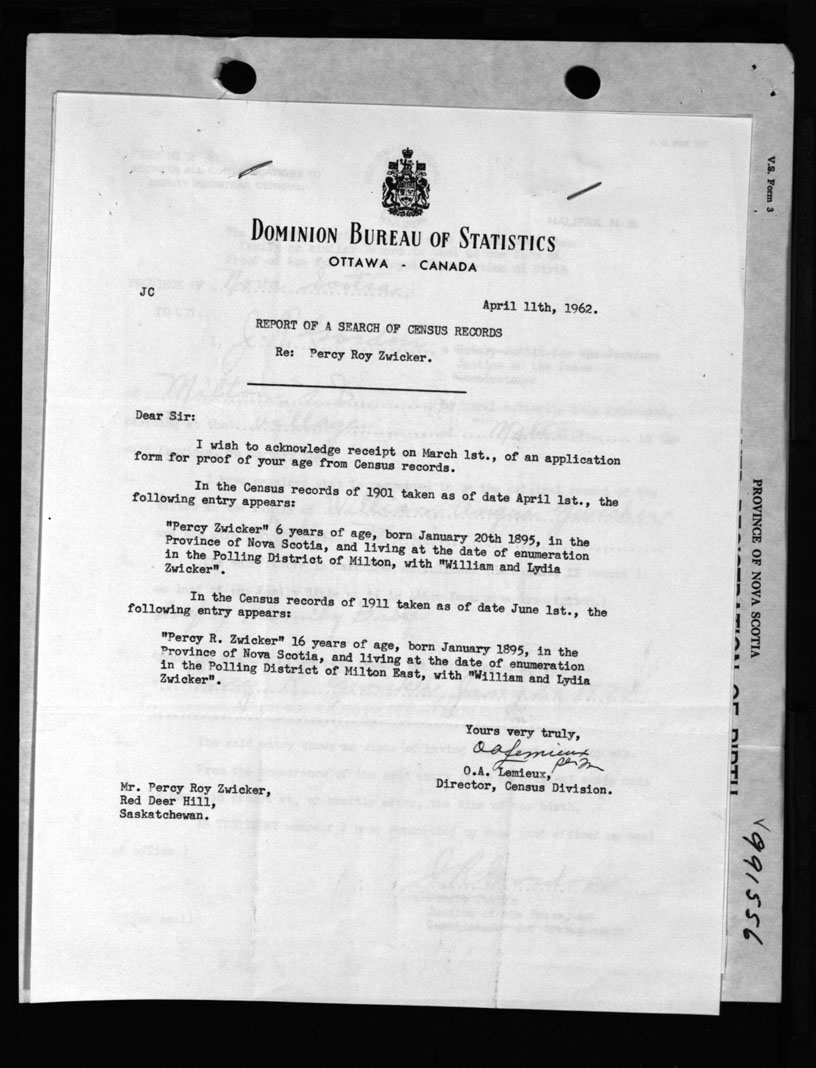 DOMINION BUREAU OF STATISTICS
OTTAWA - CANADA
JC
April 11th, 1962.
REPORT OF A SEARCH OF CENSUS RECORDS
Re: Percy Roy Zwicker.
Dear Sir:
I wish to acknowledge receipt on March 1st., of an application
form for proof of your age from Census records.
In the Census records of 1901 taken as of date April 1st., the
following entry appears:
"Percy Zwicker" 6 years of age, born January 20th 1895, in the
Province of Nova Scotia, and living at the date of enumeration
in the Polling District of Milton, with "William and Lydia
Zwicker".
In the Census records of 1911 taken as of date June 1st., the
following entry appears:
"Percy R. Zwicker" 16 years of age, born January 1895, in the
Province of Nova Scotia, and living at the date of enumeration
in the Polling District of Milton East, with "William and Lydia
Zwicker".
Yours very truly,
O A Lemieux
O.A. Lemieux,
Director, Census Division.
Mr. Percy Roy Zwicker,
Red Deer Hill,
Saskatchewan.
V.S. Form 3
PROVINCE OF NOVA SCOTIA
REGISTRATION OF BIRTH
991556